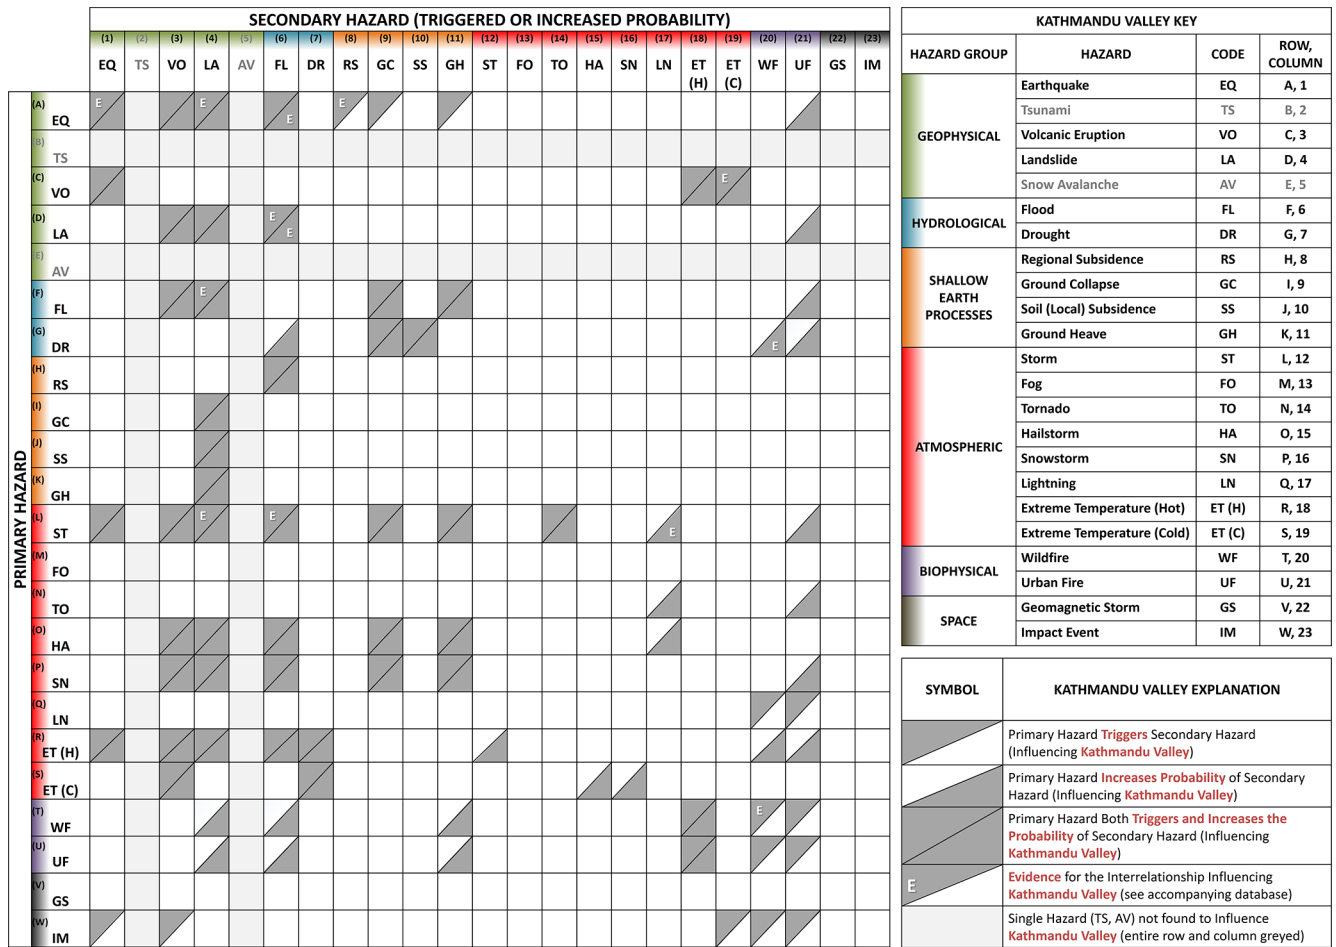 SECONDARY HAZARD (TRIGGERED OR INCREASED PROBABILITY)
(1) (2) (3) (4) (5) (6) (7) (8) (9) (10) (11) (12) (13) (14) (15) (16) (17) (18) (19) (20) (21) (22) (23)
EQ TS VO LA AV FL DR RS GC SS GH ST FO TO HA SN LN ET (H) ET (C) WF UF GS IM
PRIMARY HAZARD
(A) EQ E E E E
(B) TS
(C) VO E
(D) LA E E
(E) AV
(F) FL E
(G) DR E
(H) RS
(I) GC
(J) SS
(K) GH
(L) ST E E E
(M) FO
(N) TO
(O) HA
(P) SN
(Q) LN
(R) ET (H)
(S) ET (C)
(T) WF E
(U) UF
(V) GS
(W) IM
KATHMANDU VALLEY KEY
HAZARD GROUP HAZARD CODE ROW, COLUMN
GEOPHYSICAL
Earthquake EQ A, 1
Tsunami TS B, 2
Volcanic Eruption VO C, 3
Landslide LA D, 4
Snow Avalanche AV E, 5
HYDROLOGICAL
Flood FL F, 6
Drought DR G, 7
SHALLOW
EARTH
PROCESSES
Regional Subsidence RS H, 8
Ground Collapse GC I, 9
Soil (Local) Subsidence SS J, 10
Ground Heave GH K, 11
ATMOSPHERIC
Storm ST L, 12
Fog FO M, 13
Tornado TO N, 14
Hailstorm HA O, 15
Snowstorm SN P, 16
Lightning LN Q, 17
Extreme Temperature (Hot) ET (H) R, 18
Extreme Temperature (Cold) ET (C) S, 19
BIOPHYSICAL
Wildfire WF T, 20
Urban Fire UF U, 21
SPACE
Geomagnetic Storm GS V, 22
Impact Event IM W, 23
SYMBOL KATHMANDU VALLEY EXPLANATION
Primary Hazard Triggers Secondary Hazard
(Influencing Kathmandu Valley)
Primary Hazard Increases Probability of Secondary
Hazard (Influencing Kathmandu Valley)
Primary Hazard Both Triggers and Increases the
Probability of Secondary Hazard (Influencing
Kathmandu Valley)
E
Evidence for the Interrelationship Influencing
Kathmandu Valley (see accompanying database)
Single Hazard (TS, AV) not found to Influence
Kathmandu Valley (entire row and column greyed)